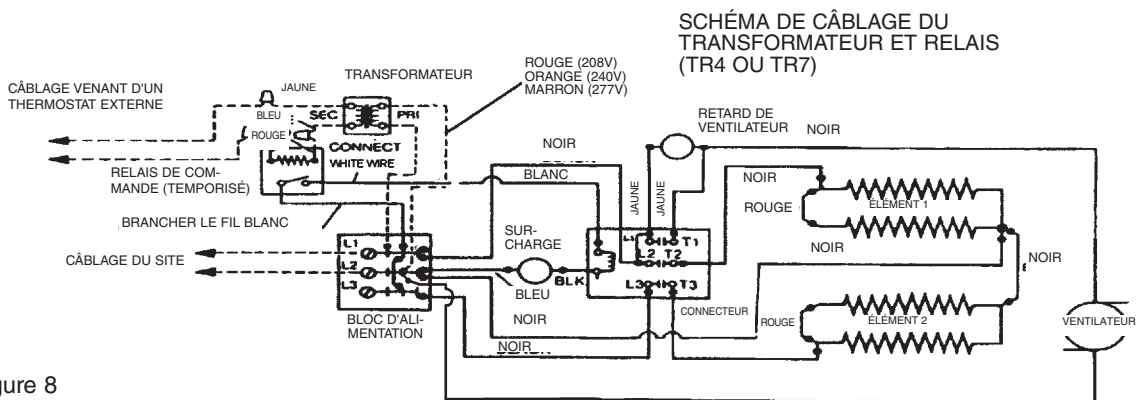 SCHÉMA DE CÂBLAGE DU
TRANSFORMATEUR ET RELAIS
(TR4 OU TR7)
ROUGE (208V)
ORANGE (240V)
MARRON (277V)
TRANSFORMATEUR
CÂBLAGE VENANT D'UN
THERMOSTAT EXTERNE
JAUNE
BLEU
SEC
PRI
ROUGE
CONNECT
WHITE WIRE
RETARD DE
VENTILATEUR
NOIR
NOIR
BLANC
RELAIS DE COM-
MANDE (TEMPORISÉ)
BRANCHER LE FIL BLANC
JAUNE
JAUNE
NOIR
ROUGE
ÉLÉMENT 1
NOIR
NOIR
L1
L2
L3
CÂBLAGE DU SITE
SUR-
CHARGE
BLEU
BLK
L1
T1
L2
T2
L3
T3
CONNECTEUR
BLOC D'ALI-
MENTATION
NOIR
NOIR
ROUGE
ÉLÉMENT 2
VENTILATEUR
gure 8